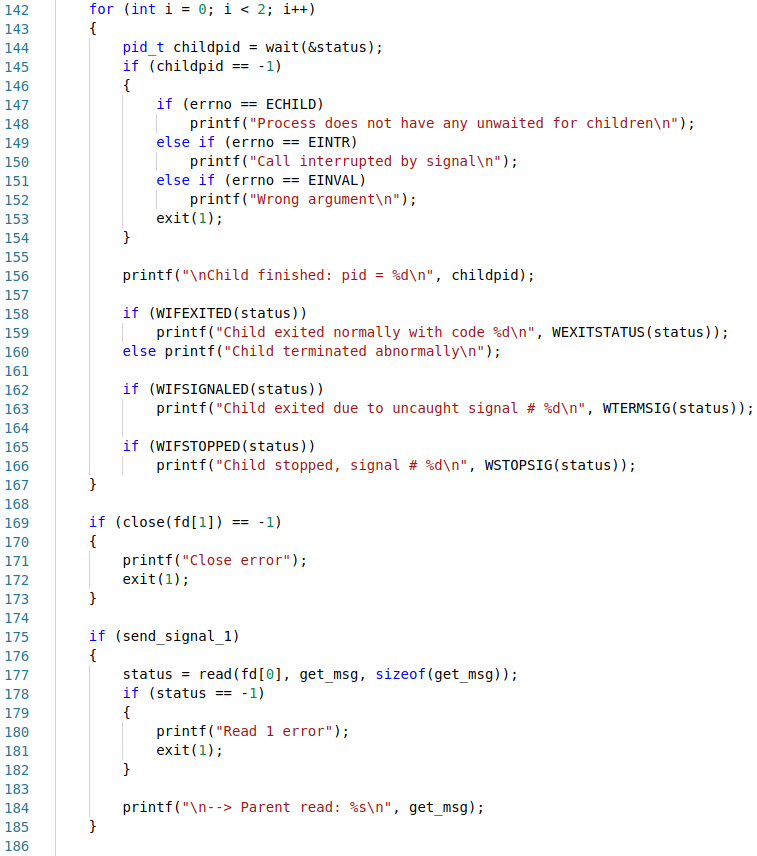 142 for (int i = 0; i < 2; i++)
143 {
144 pid_t childpid = wait(&status);
145 if (childpid == -1)
146 {
147 if (errno == ECHILD)
148 printf("Process does not have any unwaited for children\n");
149 else if (errno == EINTR)
150 printf("Call interrupted by signal\n");
151 else if (errno == EINVAL)
152 printf("Wrong argument\n");
153 exit(1);
154 }
155
156 printf("\nChild finished: pid = %d\n", childpid);
157
158 if (WIFEXITED(status))
159 printf("Child exited normally with code %d\n", WEXITSTATUS(status));
160 else printf("Child terminated abnormally\n");
161
162 if (WIFSIGNALED(status))
163 printf("Child exited due to uncaught signal # %d\n", WTERMSIG(status));
164
165 if (WIFSTOPPED(status))
166 printf("Child stopped, signal # %d\n", WSTOPSIG(status));
167 }
168
169 if (close(fd[1]) == -1)
170 {
171 printf("Close error");
172 exit(1);
173 }
174
175 if (send_signal_1)
176 {
177 status = read(fd[0], get_msg, sizeof(get_msg));
178 if (status == -1)
179 {
180 printf("Read 1 error");
181 exit(1);
182 }
183
184 printf("\n--> Parent read: %s\n", get_msg);
185 }
186